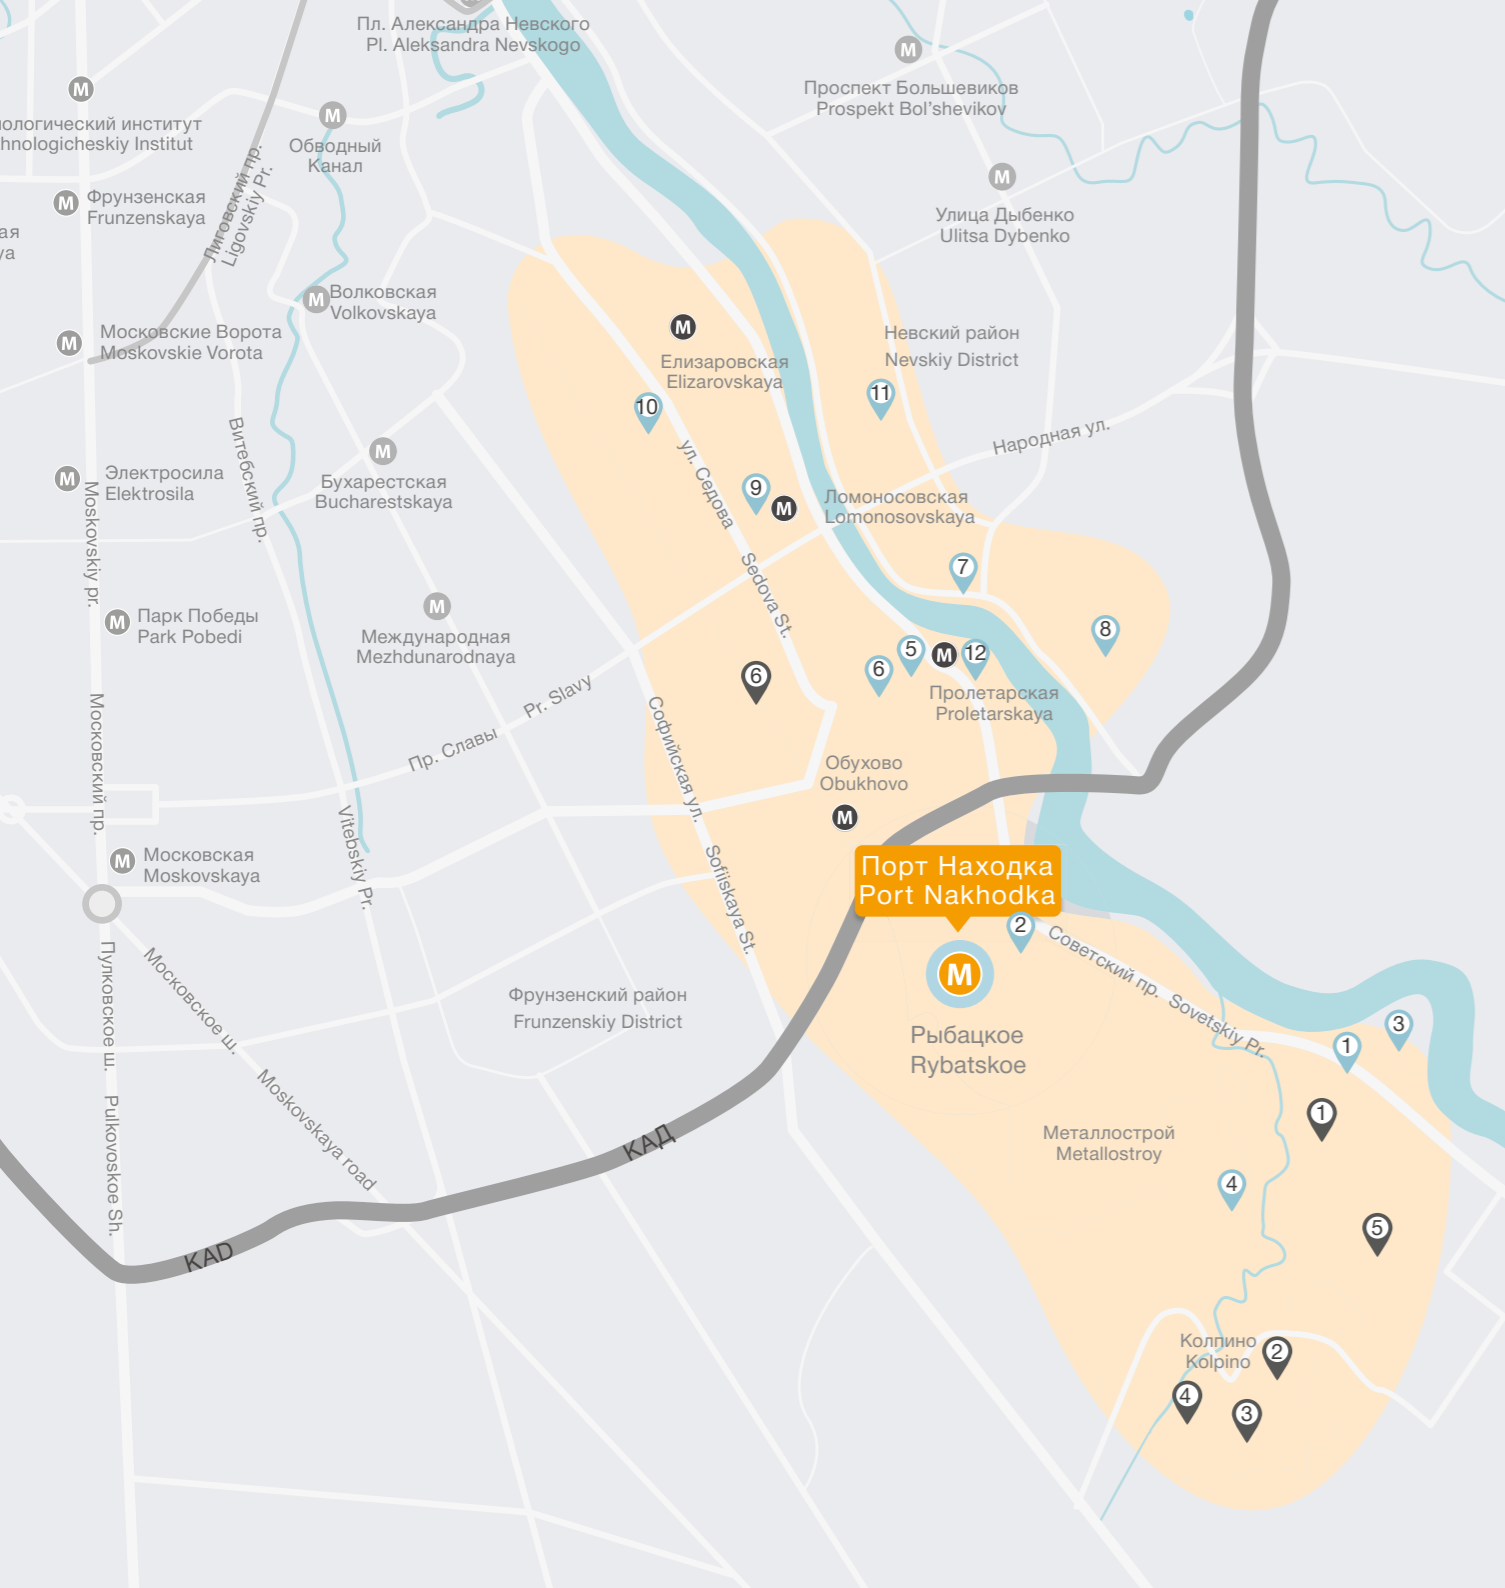 Пл. Александра Невского
Pl. Aleksandra Nevskogo
M
M
Проспект Большевиков
Prospekt Bol'shevikov
M
Обводный
Канал
ологический институт
hnologicheskiy Institut
M
Улица Дыбенко
Ulitsa Dybenko
M
Фрунзенская
Frunzenskaya
Лиговский пр.
Ligovskiy Pr.
ая
ya
M
Волковская
Volkovskaya
M
Московские Ворота
Moskovskie Vorota
M
Елизаровская
Elizarovskaya
Невский район
Nevskiy District
10
11
Народная ул.
ул. Седова
Sedova St.
Витебский пр.
M
Бухарестская
Bucharestskaya
M
Электросила
Elektrosila
Moskovskiy pr.
9
M
Ломоносовская
Lomonosovskaya
7
8
M
Парк Победы
Park Pobedi
M
Международная
Mezhdunarodnaya
6
6
5
M
12
Пролетарская
Proletarskaya
Pr. Slavy
Пр. Славы
Софийская ул.
Московский пр.
Обухово
Obukhovo
M
Vitebskiy Pr.
M
Московская
Moskovskaya
Sofiiskaya St.
Порт Находка
Port Nakhodka
2
M
Рыбацкое
Rybatskoe
Советский пр.
Sovetskiy Pr.
Фрунзенский район
Frunzenskiy District
Пулковское ш.
Московское ш.
Moskovskaya road
Pulkovoskoe Sh.
3
1
1
КАД
Металлострой
Metallostroy
4
5
KAD
Колпино
Kolpino
2
4
3